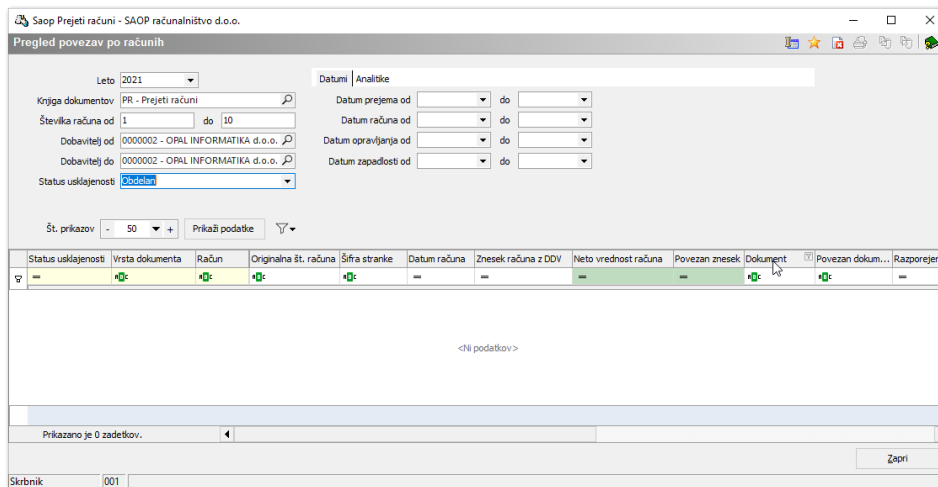 Saop Prejeti računi - SAOP računalništvo d.o.o.
Pregled povezav po računih
Leto 2021
Knjiga dokumentov PR - Prejeti računi
Številka računa od 1 do 10
Dobavitelj od 0000002 - OPAL INFORMATIKA d.o.o.
Dobavitelj do 0000002 - OPAL INFORMATIKA d.o.o.
Status usklajenosti Obdelan
Datumi Analitike
Datum prejema od do
Datum računa od do
Datum opravljanja od do
Datum zapadlosti od do
Št. prikazov - 50 + Prikaži podatke
Status usklajenosti Vrsta dokumenta Račun Originalna št. računa Šifra stranke Datum računa Znesek računa z DDV Neto vrednost računa Povezan znesek Dokument Povezan dokum... Razporejen
= = = = = =
<Ni podatkov>
Prikazano je 0 zadetkov.
Zapri
Skrbnik 001